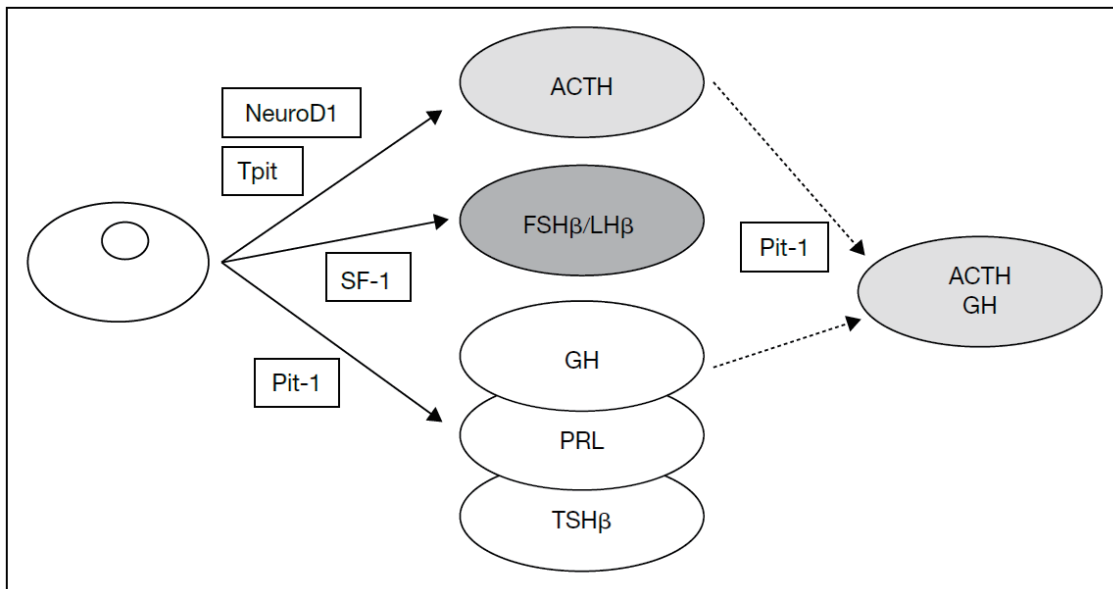 ACTH
NeuroD1
Tpit
FSHβ/LHβ
SF-1
Pit-1
ACTH
GH
GH
Pit-1
PRL
TSHβ